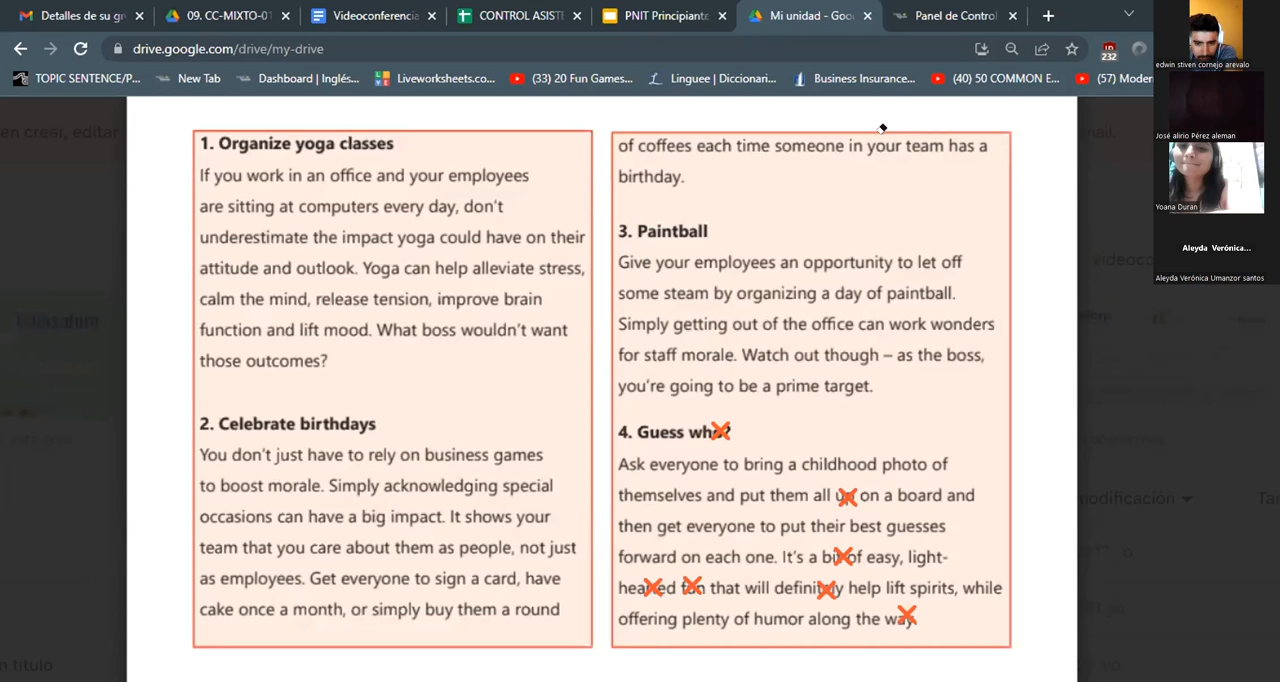 Detalles de su gr
09. CC-MIXTO-01
Videoconferencia
CONTROL ASIST
PNIT Principiante
Mi unidad - Goo
Panel de Control
drive.google.com/drive/my-drive
232
TOPIC SENTENCE/P...
New Tab
Dashboard | Inglés...
Liveworksheets.co...
(33) 20 Fun Games...
Linguee | Diccionari...
Business Insurance...
(40) 50 COMMON E...
(57) Moder
edwin stiven cornejo arevalo
José alirio Pérez aleman
Yoana Duran
Aleyda Verónica...
Aleyda Verónica Umanzor santos
en crear, editar
1. Organize yoga classes
If you work in an office and your employees
are sitting at computers every day, don't
underestimate the impact yoga could have on their
attitude and outlook. Yoga can help alleviate stress,
calm the mind, release tension, improve brain
function and lift mood. What boss wouldn't want
those outcomes?
2. Celebrate birthdays
You don't just have to rely on business games
to boost morale. Simply acknowledging special
occasions can have a big impact. It shows your
team that you care about them as people, not just
as employees. Get everyone to sign a card, have
cake once a month, or simply buy them a round
of coffees each time someone in your team has a
birthday.
3. Paintball
Give your employees an opportunity to let off
some steam by organizing a day of paintball.
Simply getting out of the office can work wonders
for staff morale. Watch out though – as the boss,
you're going to be a prime target.
4. Guess who?
Ask everyone to bring a childhood photo of
themselves and put them all up on a board and
then get everyone to put their best guesses
forward on each one. It's a bit of easy, light-
hearted fun that will definitely help lift spirits, while
offering plenty of humor along the way.
modificación